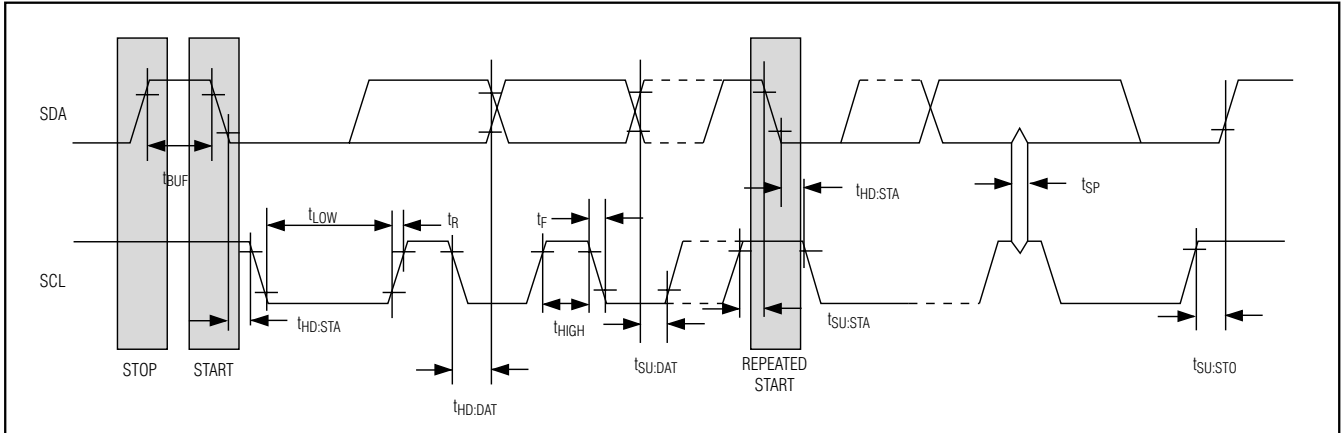 SDA
tBUF
tLOW
tR
tF
tHD:STA
tSP
SCL
tHD:STA
tHIGH
tSU:STA
tSU:DAT
tSU:STO
STOP
START
REPEATED
START
tHD:DAT